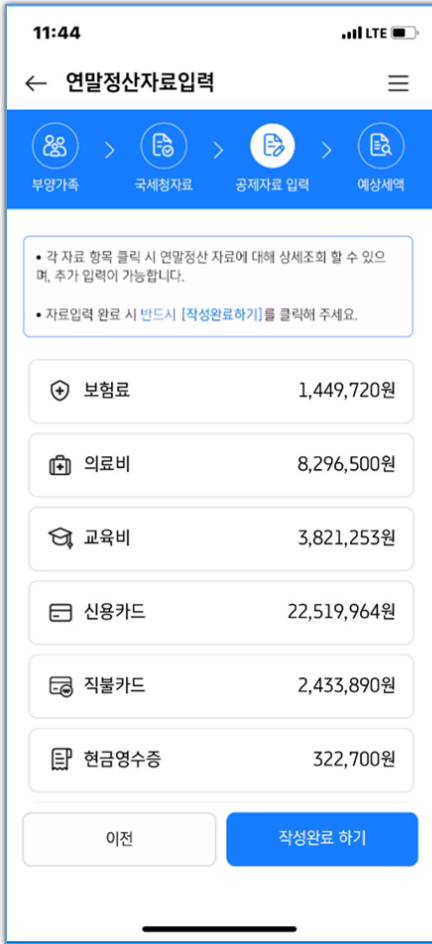 11:44
LTE
연말정산자료입력
부양가족
국세청자료
공제자료 입력
예상세액
• 각 자료 항목 클릭 시 연말정산 자료에 대해 상세조회 할 수 있으
며, 추가 입력이 가능합니다.
• 자료입력 완료 시 반드시 [작성완료하기]를 클릭해 주세요.
보험료 1,449,720원
의료비 8,296,500원
교육비 3,821,253원
신용카드 22,519,964원
직불카드 2,433,890원
현금영수증 322,700원
이전
작성완료 하기